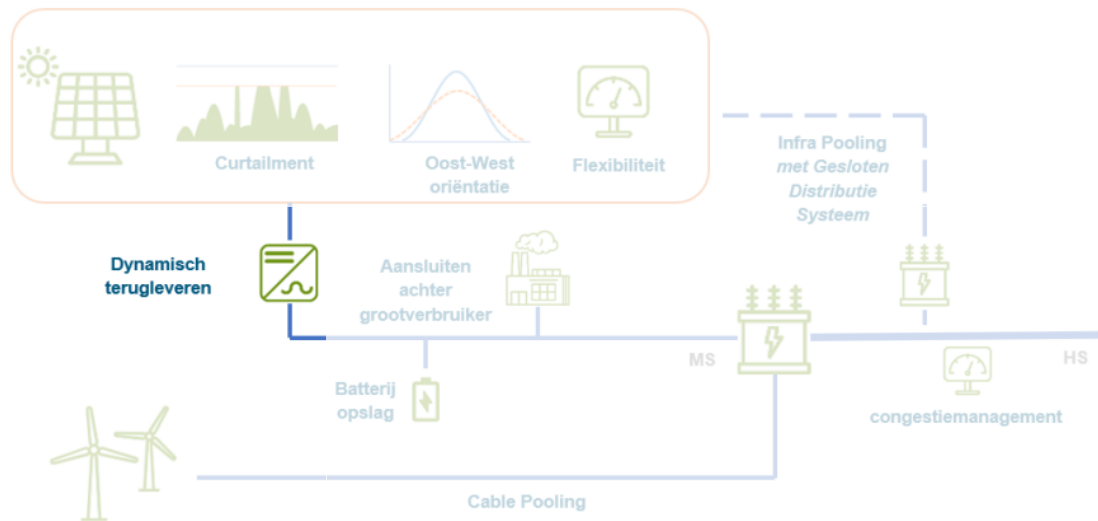 Curtailment
Oost-West
oriëntatie
Flexibiliteit
Infra Pooling
met Gesloten
Distributie
Systeem
Dynamisch
terugleveren
Aansluiten
achter
grootverbruiker
MS
HS
Batterij
opslag
congestiemanagement
Cable Pooling